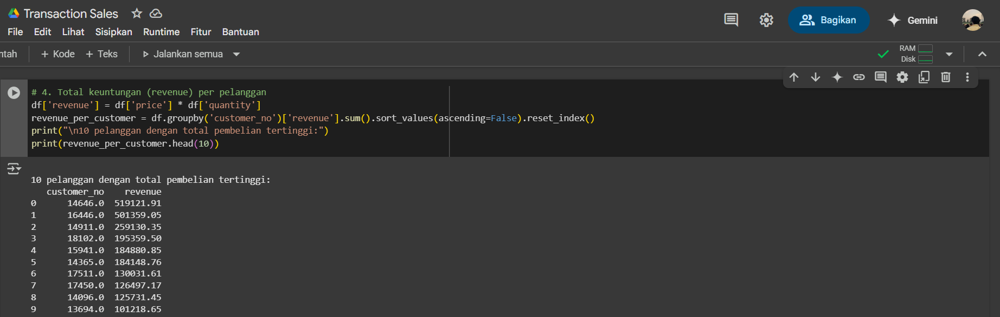 Transaction Sales
File Edit Lihat Sisipkan Runtime Fitur Bantuan
Bagikan
Gemini
ntah + Kode + Teks Jalankan semua
RAM
Disk
# 4. Total keuntungan (revenue) per pelanggan
df['revenue'] = df['price'] * df['quantity']
revenue_per_customer = df.groupby('customer_no')['revenue'].sum().sort_values(ascending=False).reset_index()
print("\n10 pelanggan dengan total pembelian tertinggi:")
print(revenue_per_customer.head(10))
10 pelanggan dengan total pembelian tertinggi:
customer_no revenue
0 14646.0 519121.91
1 16446.0 501359.05
2 14911.0 259130.35
3 18102.0 195359.50
4 15941.0 184880.85
5 14365.0 184148.76
6 17511.0 130031.61
7 17450.0 126497.17
8 14096.0 125731.45
9 13694.0 101218.65